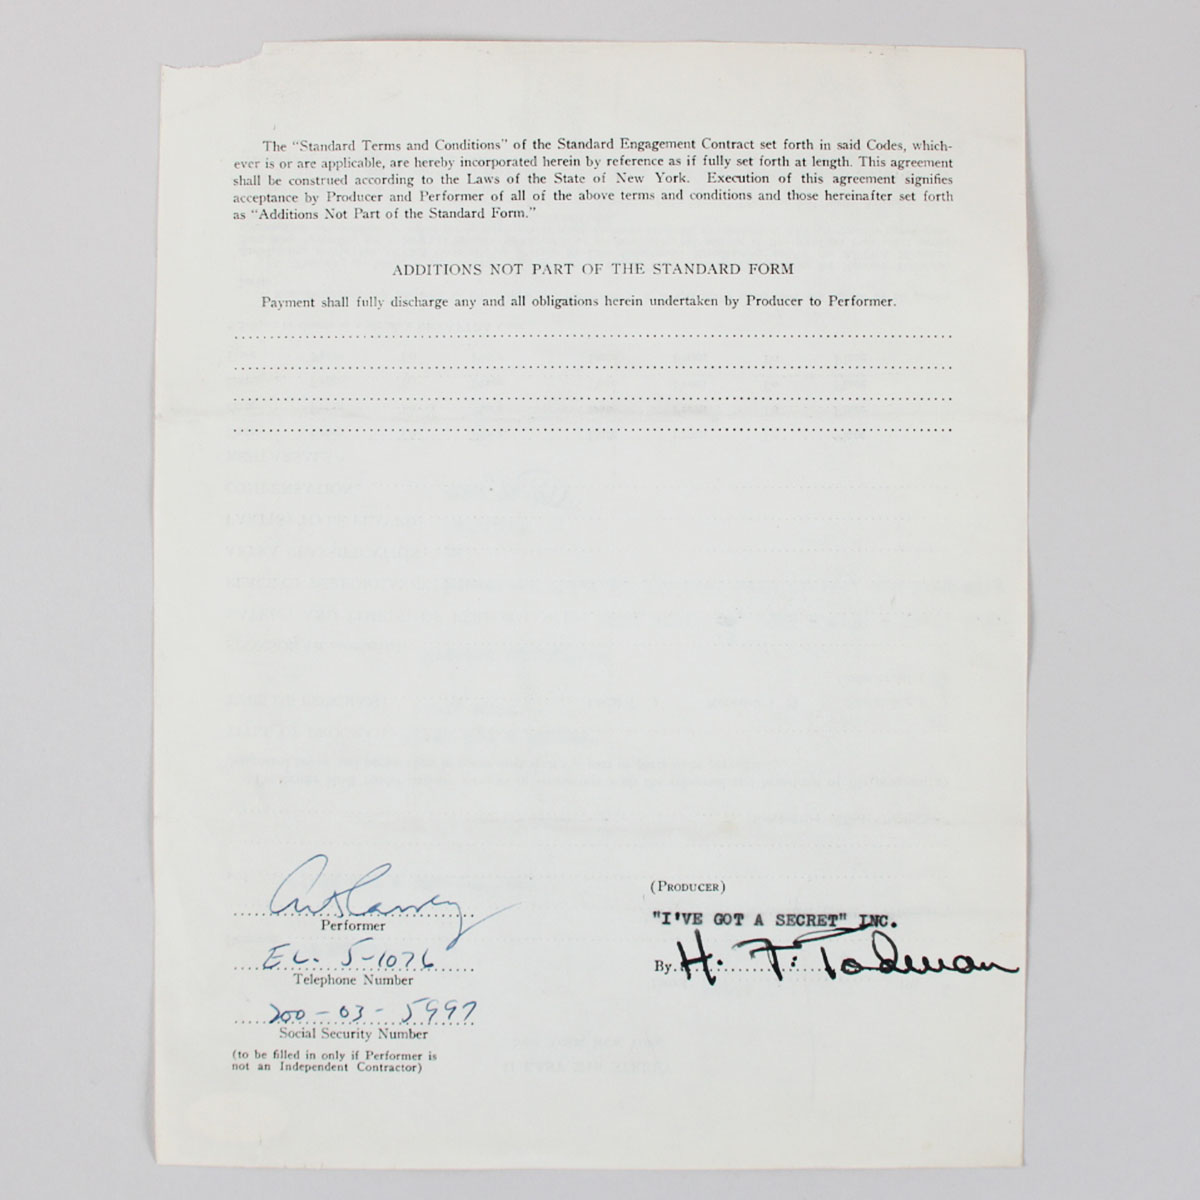 The "Standard Terms and Conditions" of the Standard Engagement Contract set forth in said Codes, which-
ever is or are applicable, are hereby incorporated herein by reference as if fully set forth at length. This agreement
shall be construed according to the Laws of the State of New York. Execution of this agreement signifies
acceptance by Producer and Performer of all of the above terms and conditions and those hereinafter set forth
as "Additions Not Part of the Standard Form."
ADDITIONS NOT PART OF THE STANDARD FORM
Payment shall fully discharge any and all obligations herein undertaken by Producer to Performer.
Art Carney
Performer
EL. 5-1076
Telephone Number
200-03-5997
Social Security Number
(to be filled in only if Performer is
not an Independent Contractor)
(PRODUCER)
"I'VE GOT A SECRET" INC.
By H. F. Todman